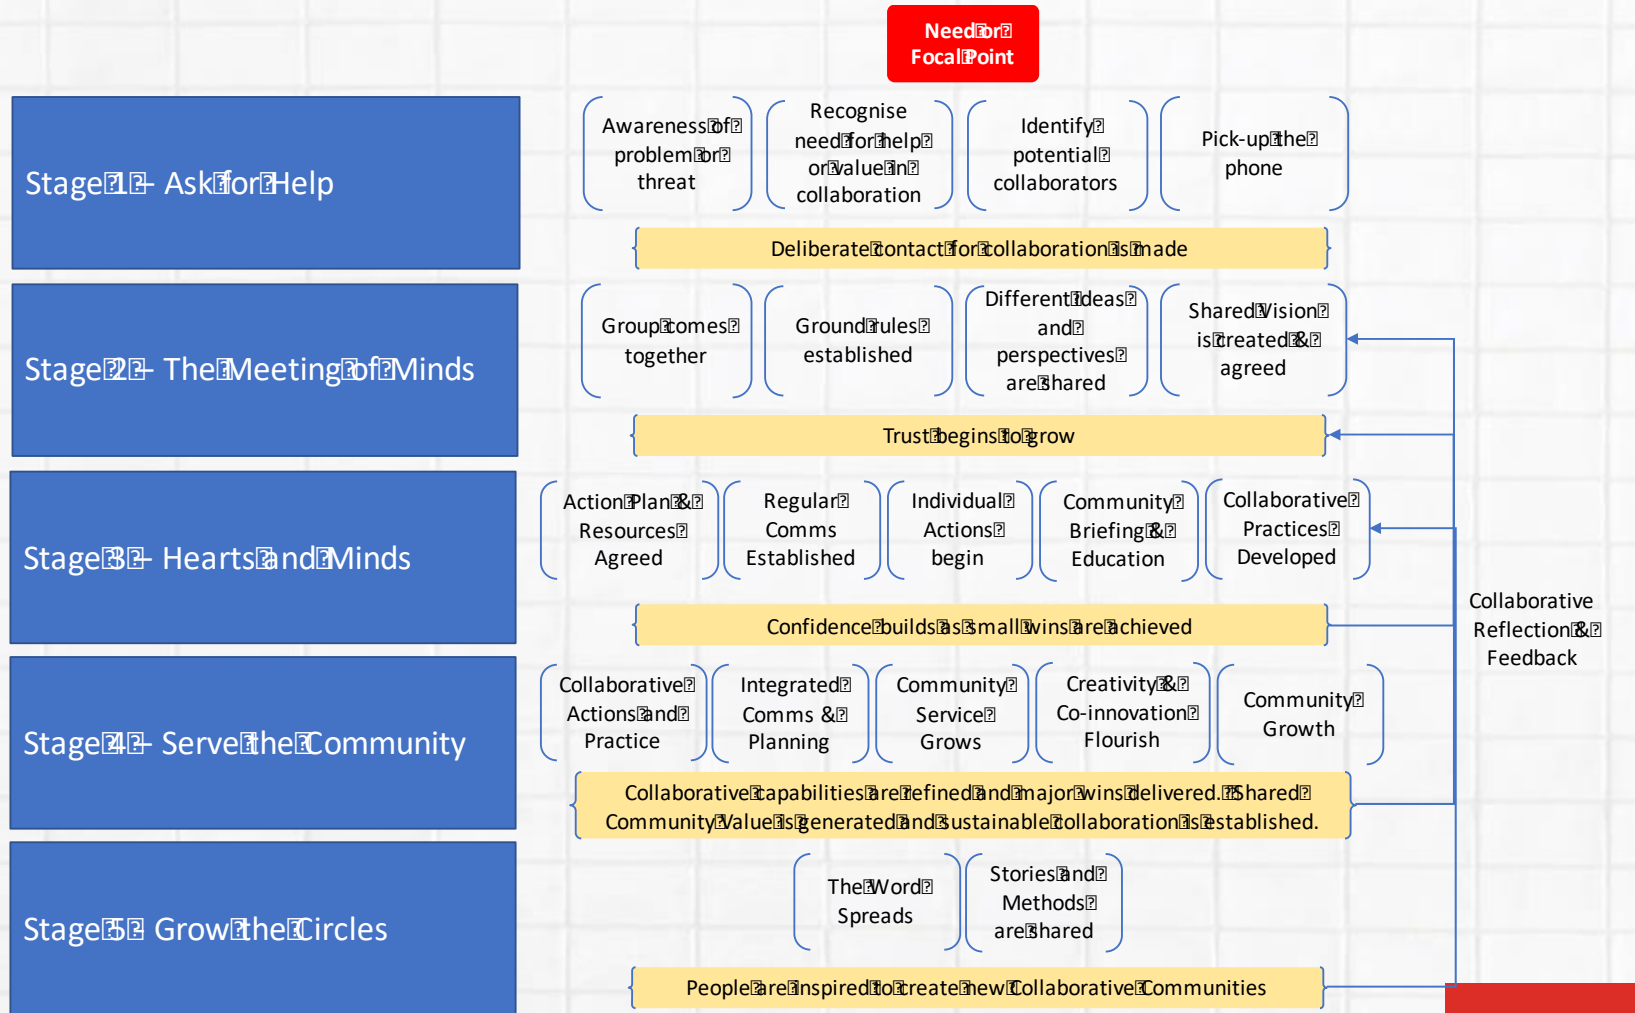 Need or
Focal Point
Stage 1 – Ask for Help
Awareness of
problem or
threat
Recognise
need for help
or value in
collaboration
Identify
potential
collaborators
Pick-up the
phone
Deliberate contact for collaboration is made
Stage 2 – The Meeting of Minds
Group comes
together
Ground rules
established
Different ideas
and
perspectives
are shared
Shared Vision
is created &
agreed
Trust begins to grow
Stage 3 – Hearts and Minds
Action Plan &
Resources
Agreed
Regular
Comms
Established
Individual
Actions
begin
Community
Briefing &
Education
Collaborative
Practices
Developed
Confidence builds as small wins are achieved
Collaborative
Reflection &
Feedback
Stage 4 – Serve the Community
Collaborative
Actions and
Practice
Integrated
Comms &
Planning
Community
Service
Grows
Creativity &
Co-innovation
Flourish
Community
Growth
Collaborative capabilities are refined and major wins delivered. Shared
Community Value is generated and sustainable collaboration is established.
Stage 5 Grow the Circles
The Word
Spreads
Stories and
Methods
are shared
People are inspired to create new Collaborative Communities